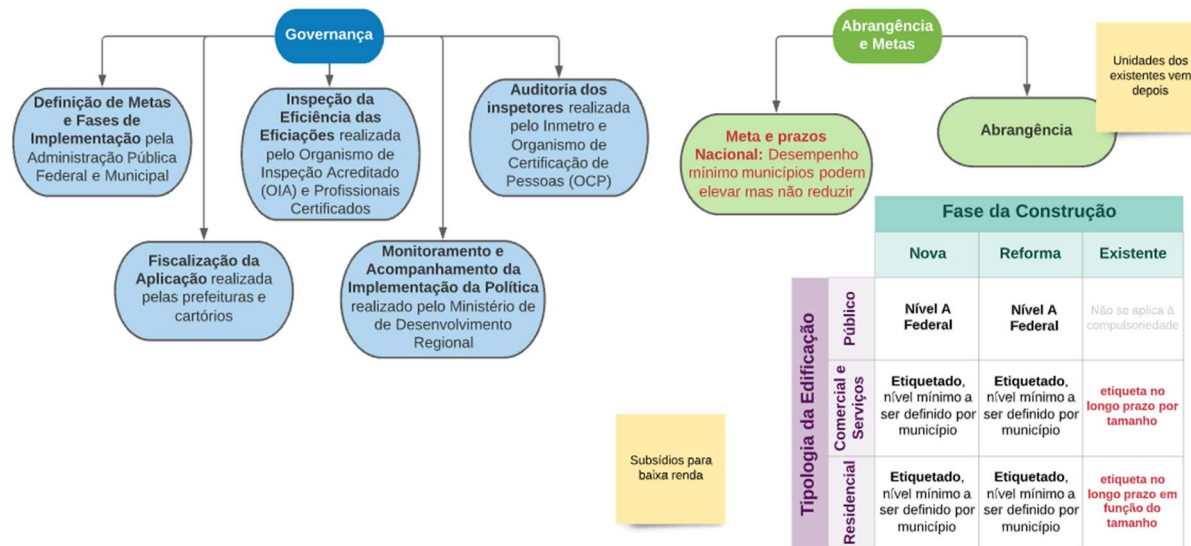 Governança
Definição de Metas
e Fases de
Implementação pela
Administração Pública
Federal e Municipal
Inspeção da
Eficiência das
Eficiações realizada
pelo Organismo de
Inspeção Acreditado
(OIA) e Profissionais
Certificados
Auditoria dos
inspetores realizada
pelo Inmetro e
Organismo de
Certificação de
Pessoas (OCP)
Fiscalização da
Aplicação realizada
pelas prefeituras e
cartórios
Monitoramento e
Acompanhamento da
Implementação da Política
realizado pelo Ministério de
de Desenvolvimento
Regional
Abrangência
e Metas
Meta e prazos
Nacional: Desempenho
mínimo municípios podem
elevar mas não reduzir
Abrangência
Unidades dos
existentes vem
depois
Subsídios para
baixa renda
Fase da Construção
Nova
Reforma
Existente
Tipologia da Edificação
Público
Nível A
Federal
Nível A
Federal
Não se aplica à
compulsoriedade
Comercial e
Serviços
Etiquetado,
nível mínimo a
ser definido por
município
Etiquetado,
nível mínimo a
ser definido por
município
etiqueta no
longo prazo por
tamanho
Residencial
Etiquetado,
nível mínimo a
ser definido por
município
Etiquetado,
nível mínimo a
ser definido por
município
etiqueta no
longo prazo em
função do
tamanho